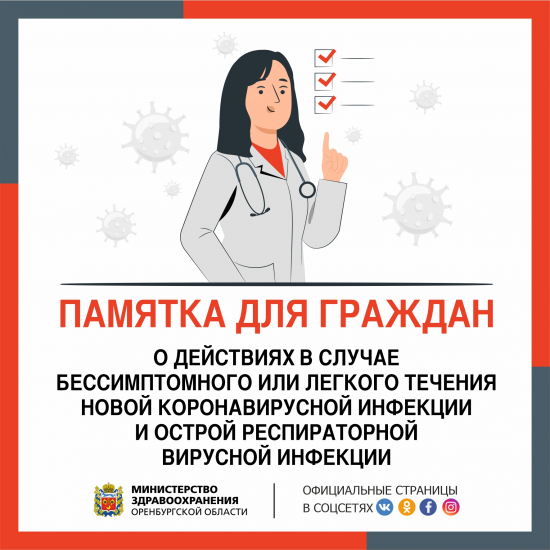 ПАМЯТКА ДЛЯ ГРАЖДАН
О ДЕЙСТВИЯХ В СЛУЧАЕ
БЕССИМПТОМНОГО ИЛИ ЛЕГКОГО ТЕЧЕНИЯ
НОВОЙ КОРОНАВИРУСНОЙ ИНФЕКЦИИ
И ОСТРОЙ РЕСПИРАТОРНОЙ
ВИРУСНОЙ ИНФЕКЦИИ
МИНИСТЕРСТВО
ЗДРАВООХРАНЕНИЯ
ОРЕНБУРГСКОЙ ОБЛАСТИ
ОФИЦИАЛЬНЫЕ СТРАНИЦЫ
В СОЦСЕТЯХ